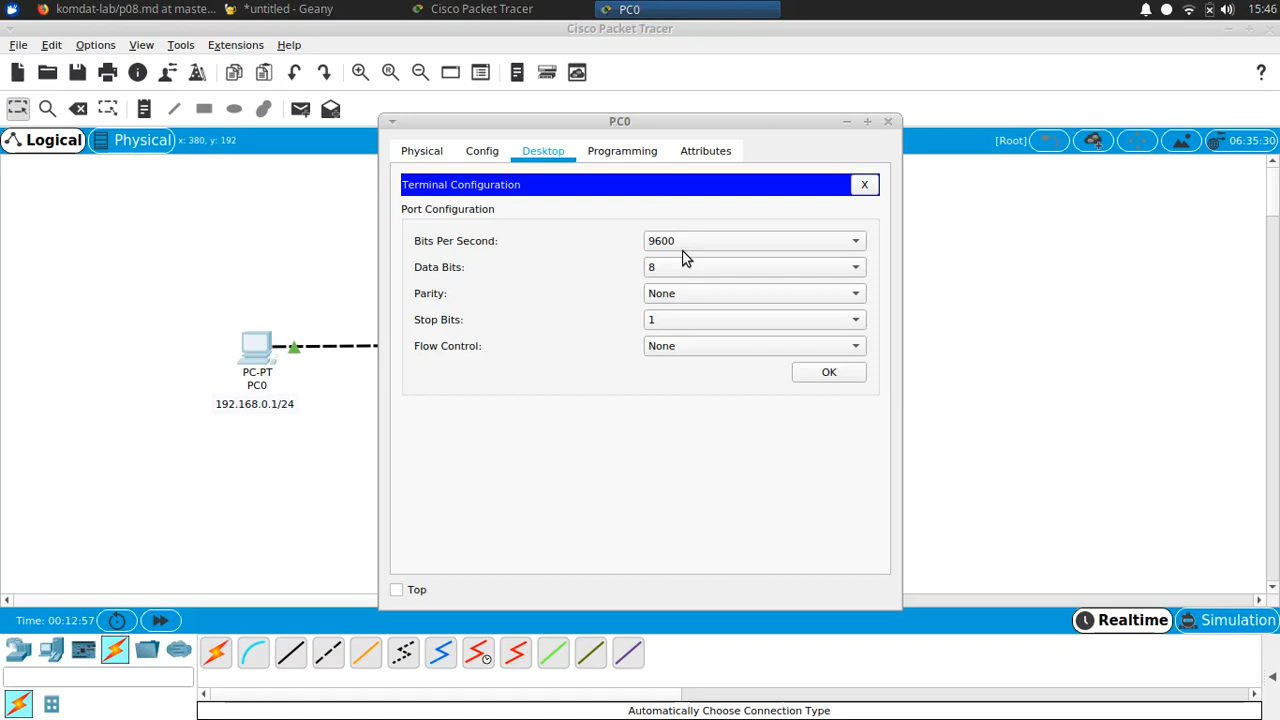 komdat-lab/p08.md at maste...
*untitled - Geany
Cisco Packet Tracer
PC0
15:46
Cisco Packet Tracer
File Edit Options View Tools Extensions Help
Logical
Physical
x: 380, y: 192
[Root]
06:35:30
PC0
Physical Config Desktop Programming Attributes
Terminal Configuration
X
Port Configuration
Bits Per Second: 9600
Data Bits: 8
Parity: None
Stop Bits: 1
Flow Control: None
OK
PC-PT
PC0
192.168.0.1/24
Top
Time: 00:12:57
Realtime
Simulation
Automatically Choose Connection Type